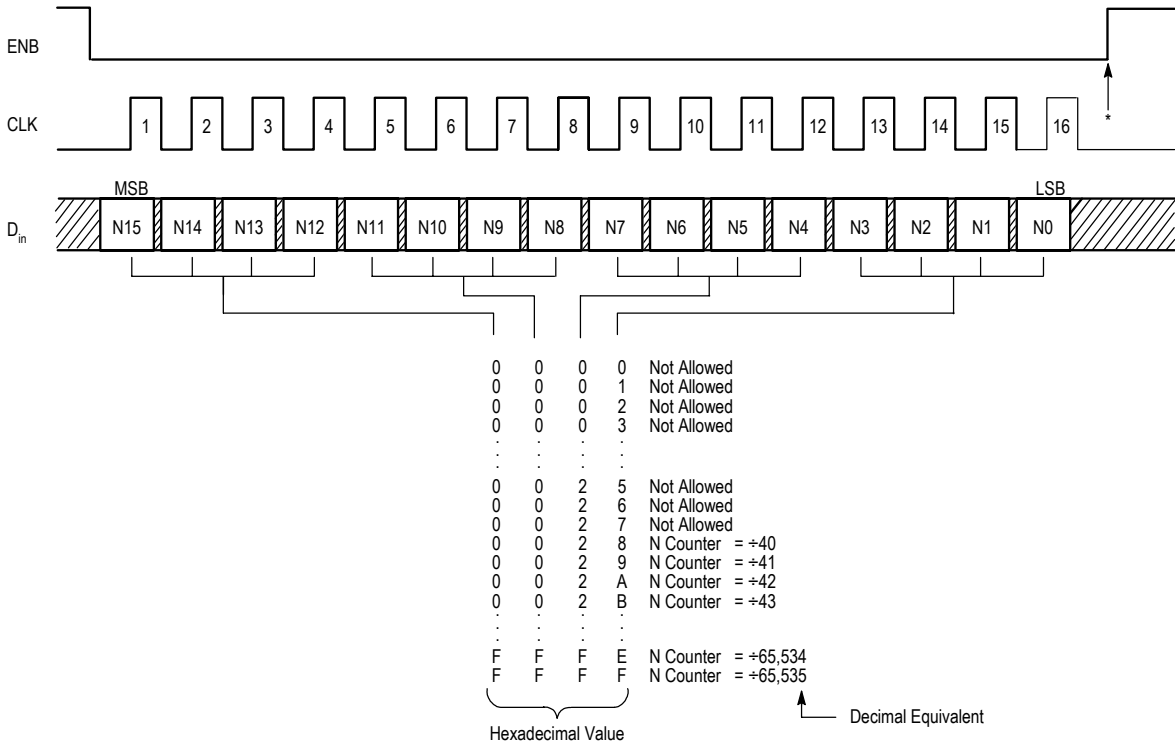 ENB
*
CLK 1 2 3 4 5 6 7 8 9 10 11 12 13 14 15 16
MSB LSB
Din N15 N14 N13 N12 N11 N10 N9 N8 N7 N6 N5 N4 N3 N2 N1 N0
0 0 0 0 Not Allowed
0 0 0 1 Not Allowed
0 0 0 2 Not Allowed
0 0 0 3 Not Allowed
. . . .
. . . .
. . . .
0 0 2 5 Not Allowed
0 0 2 6 Not Allowed
0 0 2 7 Not Allowed
0 0 2 8 N Counter = ÷40
0 0 2 9 N Counter = ÷41
0 0 2 A N Counter = ÷42
0 0 2 B N Counter = ÷43
. . . .
. . . .
. . . .
F F F E N Counter = ÷65,534
F F F F N Counter = ÷65,535
Decimal Equivalent
Hexadecimal Value